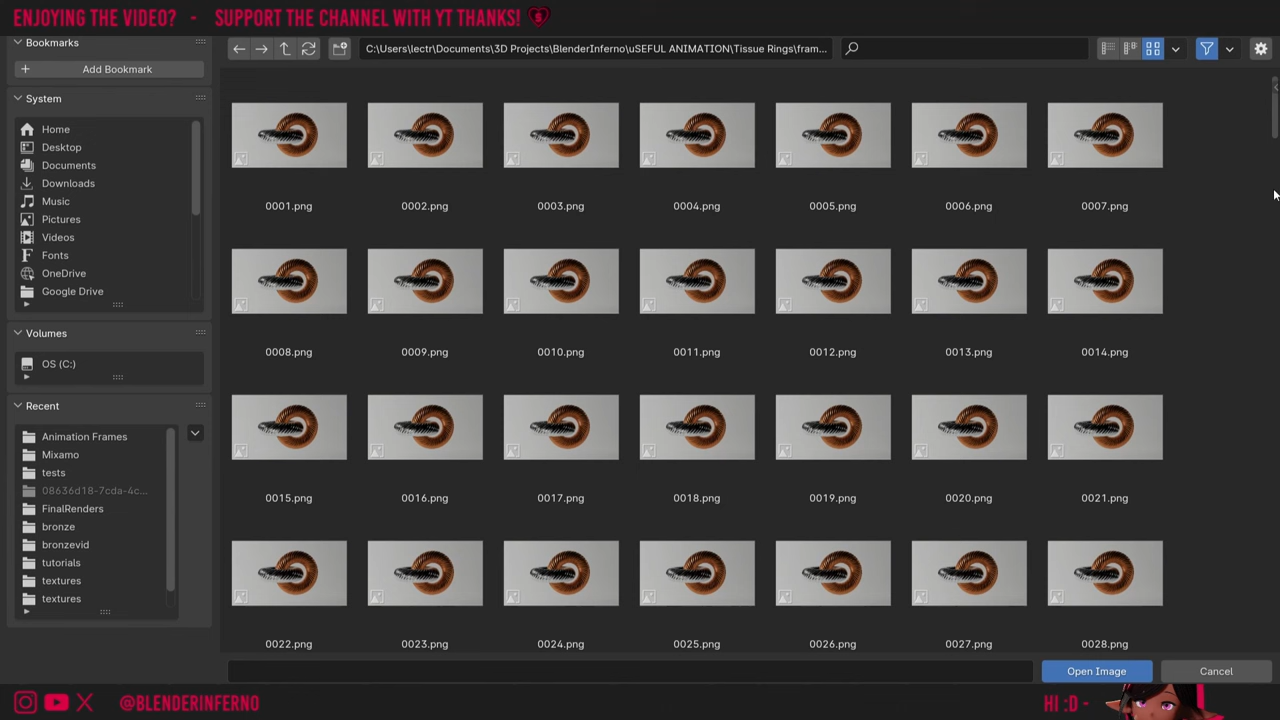 ENJOYING THE VIDEO? - SUPPORT THE CHANNEL WITH YT THANKS!
Bookmarks
Add Bookmark
System
Home
Desktop
Documents
Downloads
Music
Pictures
Videos
Fonts
OneDrive
Google Drive
Volumes
OS (C:)
Recent
Animation Frames
Mixamo
tests
08636d18-7cda-4c...
FinalRenders
bronze
bronzevid
tutorials
textures
textures
C:\Users\lectr\Documents\3D Projects\BlenderInferno\uSEFUL ANIMATION\Tissue Rings\fram...
0001.png 0002.png 0003.png 0004.png 0005.png 0006.png 0007.png
0008.png 0009.png 0010.png 0011.png 0012.png 0013.png 0014.png
0015.png 0016.png 0017.png 0018.png 0019.png 0020.png 0021.png
0022.png 0023.png 0024.png 0025.png 0026.png 0027.png 0028.png
Open Image Cancel
@BLENDERINFERNO
HI :D -